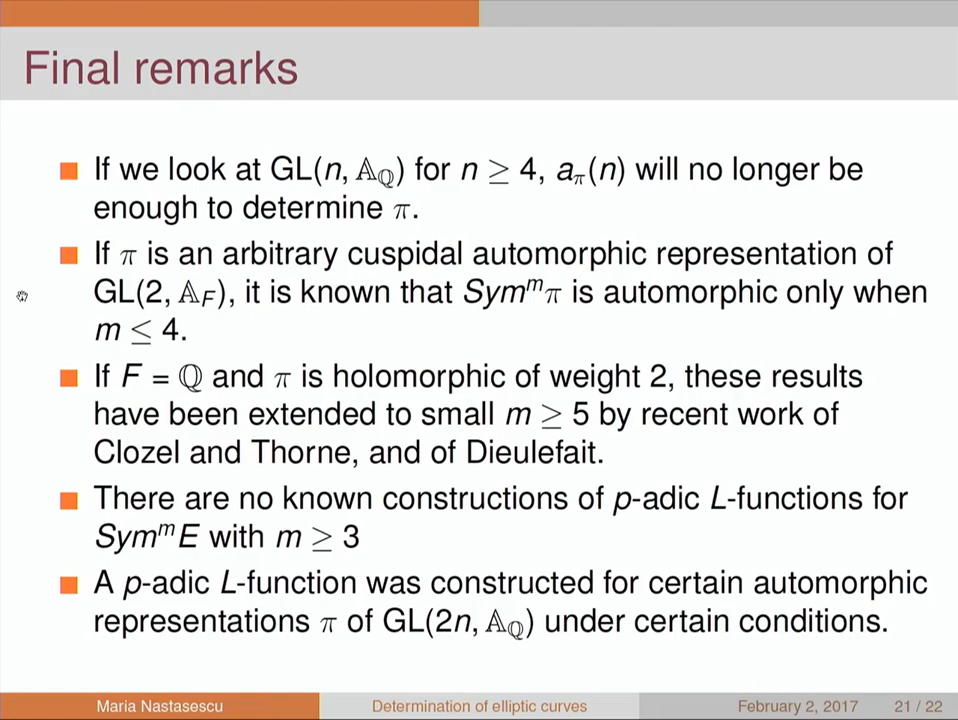 Final remarks
If we look at GL(n, 𝔸_ℚ) for n ≥ 4, a_π(n) will no longer be
enough to determine π.
If π is an arbitrary cuspidal automorphic representation of
GL(2, 𝔸_F), it is known that Sym^m π is automorphic only when
m ≤ 4.
If F = ℚ and π is holomorphic of weight 2, these results
have been extended to small m ≥ 5 by recent work of
Clozel and Thorne, and of Dieulefait.
There are no known constructions of p-adic L-functions for
Sym^m E with m ≥ 3
A p-adic L-function was constructed for certain automorphic
representations π of GL(2n, 𝔸_ℚ) under certain conditions.
Maria Nastasescu Determination of elliptic curves February 2, 2017 21 / 22